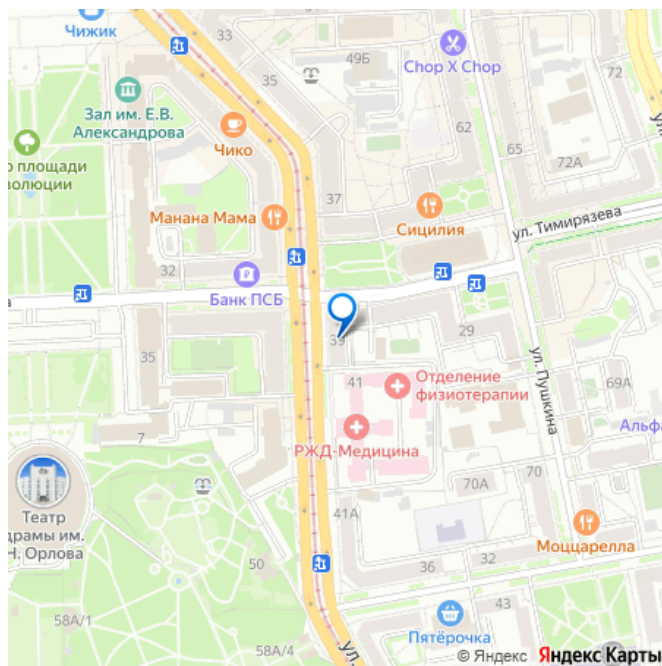 Чижик
33
35
49Б
Chop X Chop
72
Зал им. Е.В.
Александрова
62
65
72А
Чико
о площади
волюции
37
Манана Мама
Сицилия
ул. Тимирязева
32
Банк ПСБ
а
39
29
35
ул. Пушкина
41
Отделение
физиотерапии
69А
7
РЖД-Медицина
Альфа
70
70А
Театр
драмы им.
Н. Орлова
41А
Моццарелла
50
36
32
58А/1
43
Пятёрочка
58А/4
ул.
© Яндекс Яндекс Карты